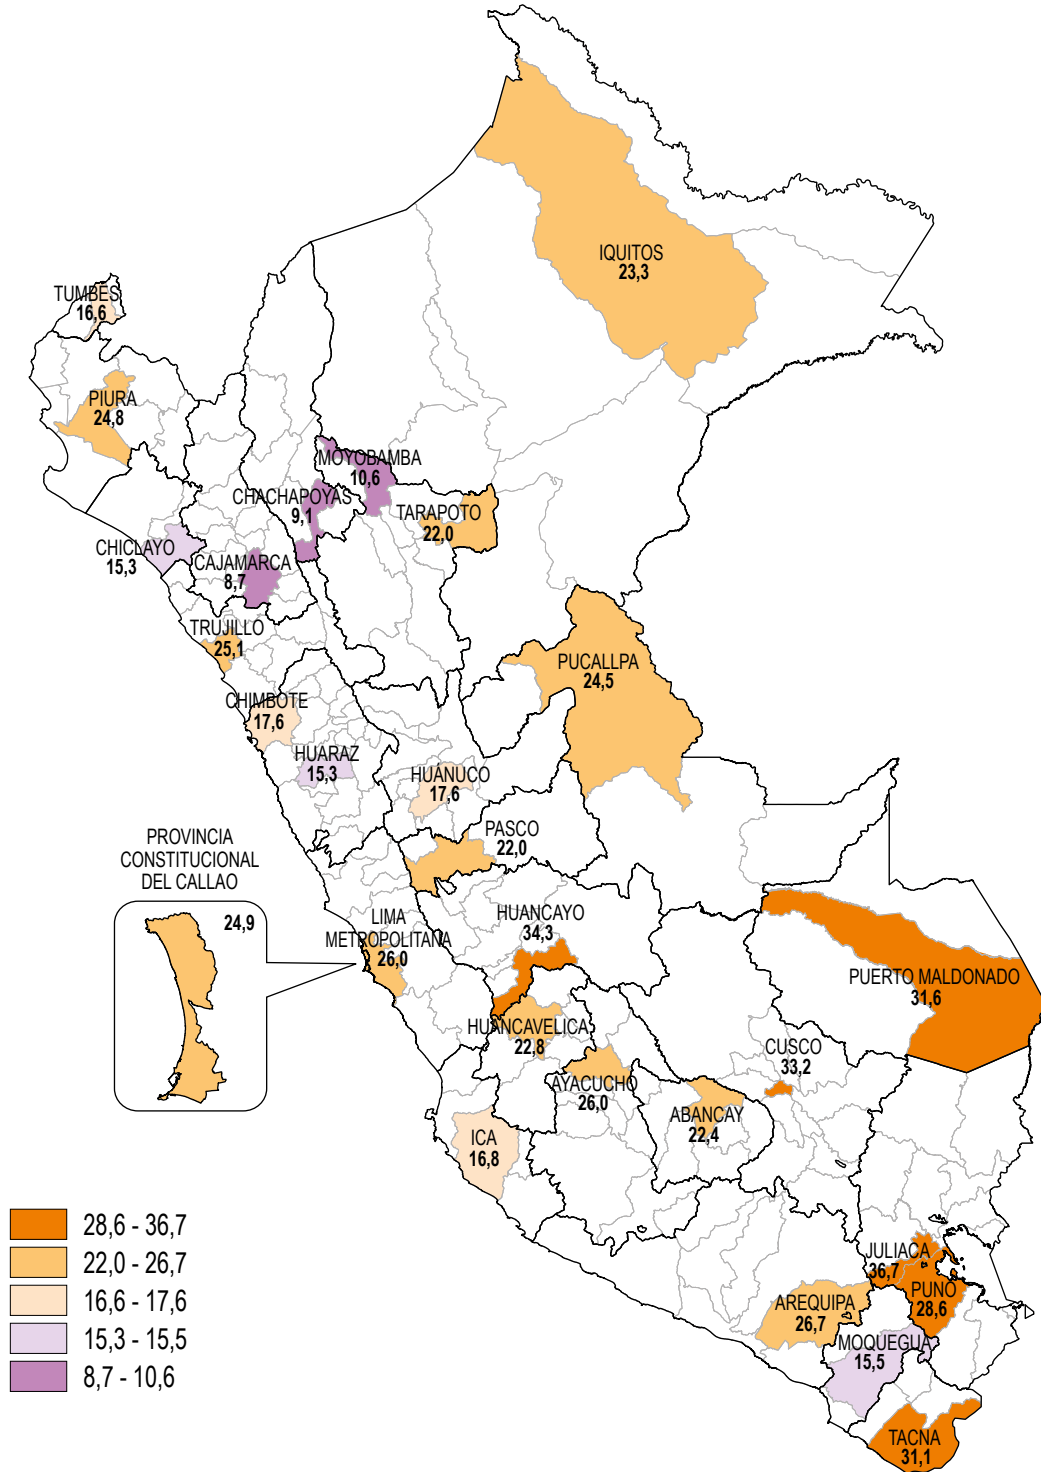 IQUITOS
23,3
TUMBES
16,6
PIURA
24,8
MOYOBAMBA
10,6
CHACHAPOYAS
9,1
TARAPOTO
22,0
CHICLAYO
15,3
CAJAMARCA
8,7
TRUJILLO
25,1
PUCALLPA
24,5
CHIMBOTE
17,6
HUARAZ
15,3
HUANUCO
17,6
PASCO
22,0
PROVINCIA
CONSTITUCIONAL
DEL CALLAO
24,9
LIMA
METROPOLITANA
26,0
HUANCAYO
34,3
PUERTO MALDONADO
31,6
HUANCAVELICA
22,8
CUSCO
33,2
AYACUCHO
26,0
ABANCAY
22,4
ICA
16,8
JULIACA
36,7
PUNO
28,6
AREQUIPA
26,7
MOQUEGUA
15,5
TACNA
31,1
28,6 - 36,7
22,0 - 26,7
16,6 - 17,6
15,3 - 15,5
8,7 - 10,6